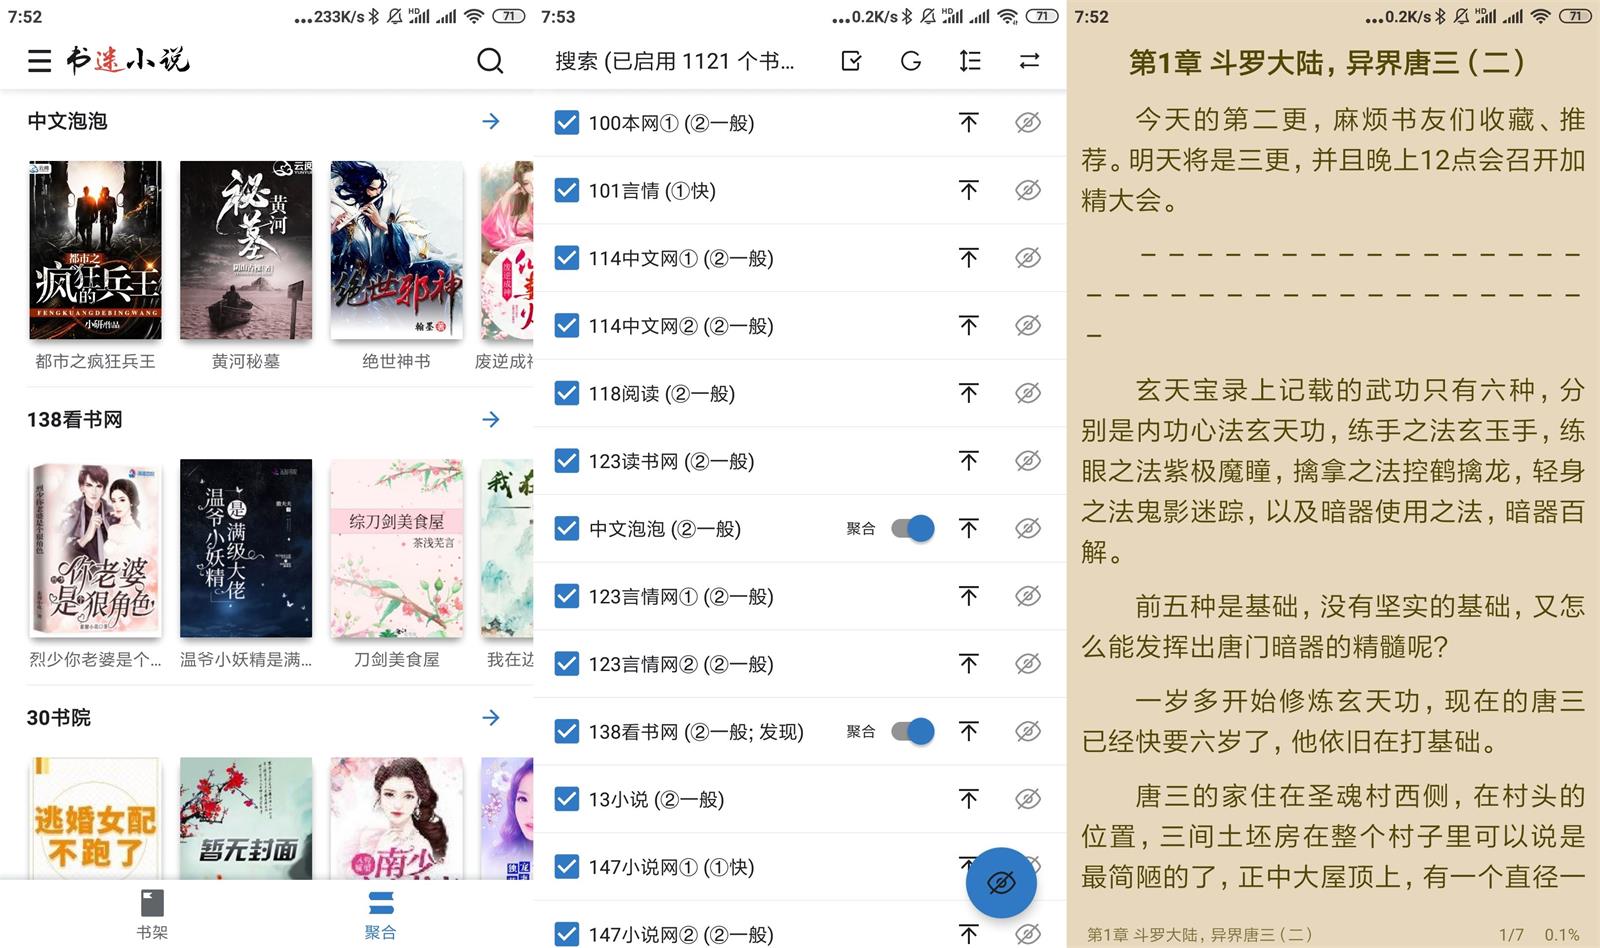 7:52
...233K/s
HD
71
书迷小说
中文泡泡
云阅
都市之
疯狂的兵王
FENGKUANGDEBINGWANG
小研/作品
黄河
秘墓
绝世邪神
翰墨
废逆成神
都市之疯狂兵王
黄河秘墓
绝世神书
废逆成神
138看书网
你老婆是狠角色
温爷小妖精
是满级大佬
综刀剑美食屋
茶浅芜言
我在
烈少你老婆是个...
温爷小妖精是满...
刀剑美食屋
我在边
30书院
逃婚女配
不跑了
暂无封面
南少
书架
聚合
7:53
...0.2K/s
HD
71
搜索 (已启用 1121 个书...
100本网① (②一般)
101言情 (①快)
114中文网① (②一般)
114中文网② (②一般)
118阅读 (②一般)
123读书网 (②一般)
中文泡泡 (②一般)
聚合
123言情网① (②一般)
123言情网② (②一般)
138看书网 (②一般; 发现)
聚合
13小说 (②一般)
147小说网① (①快)
147小说网② (②一般)
7:52
...0.2K/s
HD
71
第1章 斗罗大陆，异界唐三（二）
今天的第二更，麻烦书友们收藏、推
荐。明天将是三更，并且晚上12点会召开加
精大会。
－－－－－－－－－－－－－－－－
－－－－－－－－－－－－－－－－－－
－
玄天宝录上记载的武功只有六种，分
别是内功心法玄天功，练手之法玄玉手，练
眼之法紫极魔瞳，擒拿之法控鹤擒龙，轻身
之法鬼影迷踪，以及暗器使用之法，暗器百
解。
前五种是基础，没有坚实的基础，又怎
么能发挥出唐门暗器的精髓呢？
一岁多开始修炼玄天功，现在的唐三
已经快要六岁了，他依旧在打基础。
唐三的家住在圣魂村西侧，在村头的
位置，三间土坯房在整个村子里可以说是
最简陋的了，正中大屋顶上，有一个直径一
第1章 斗罗大陆，异界唐三（二）
1/7
0.1%